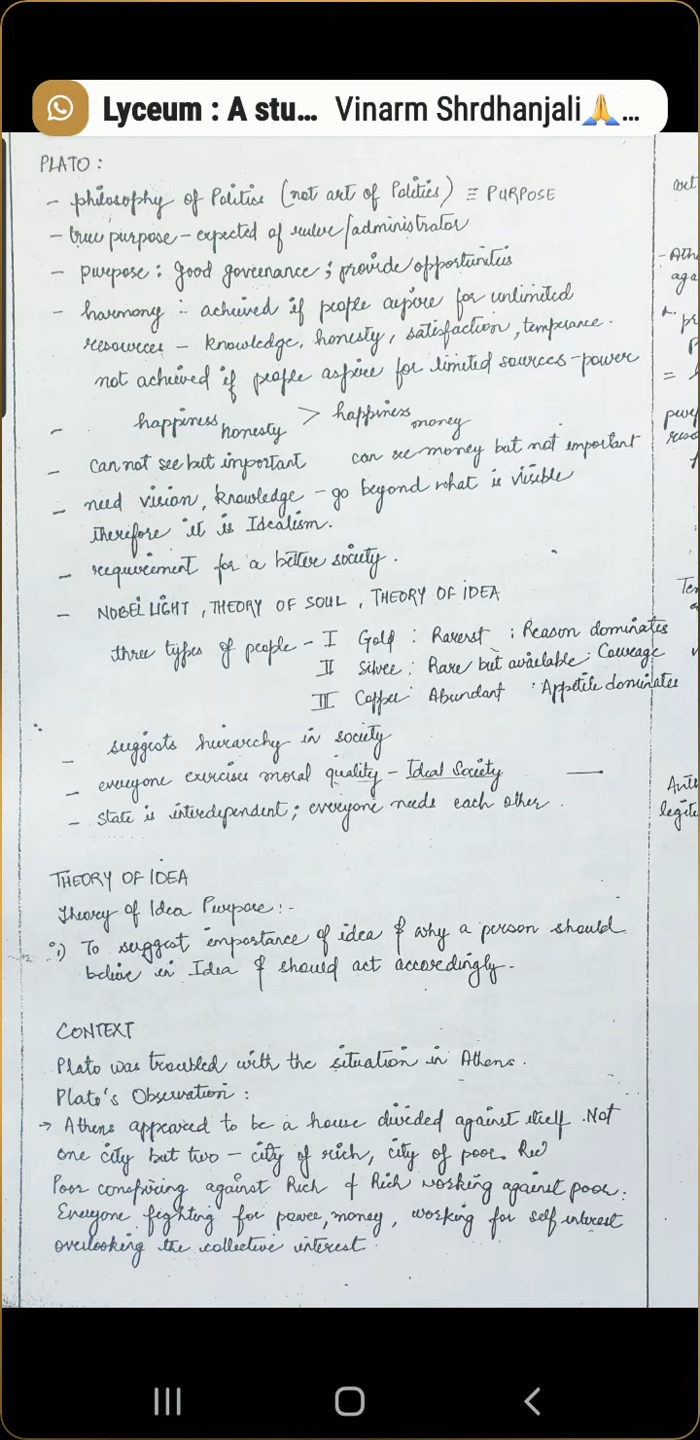 Lyceum : A stu... Vinarm Shrdhanjali🙏...
PLATO :
- philosophy of Politics (not art of Politics) ≡ PURPOSE
- true purpose - expected of ruler/administrator
- purpose : good governance ; provide opportunities
- harmony :- achieved if people aspire for unlimited
resources - knowledge, honesty, satisfaction, temperance.
not achieved if people aspire for limited sources - power
- happiness honesty > happiness money
- can not see but important can see money but not important
- need vision, knowledge - go beyond what is visible
therefore it is Idealism.
- requirement for a better society.
- NOBEL LIGHT, THEORY OF SOUL, THEORY OF IDEA
three types of people - I Gold : Rarerst : Reason dominates
II Silver : Rare but available : Courage
III Copper : Abundant : Appetite dominates
- suggests hierarchy in society
- everyone exercises moral quality - Ideal Society
- state is interdependent ; everyone needs each other.
THEORY OF IDEA
Theory of Idea Purpose :-
i) To suggest importance of idea & why a person should
believe in Idea & should act accordingly.
CONTEXT
Plato was troubled with the situation in Athens.
Plato's Observation :
→ Athens appeared to be a house divided against itself. Not
one city but two - city of rich, city of poor.
Poor conspiring against Rich & Rich working against poor.
Everyone fighting for power, money, working for self interest
overlooking the collective interest.